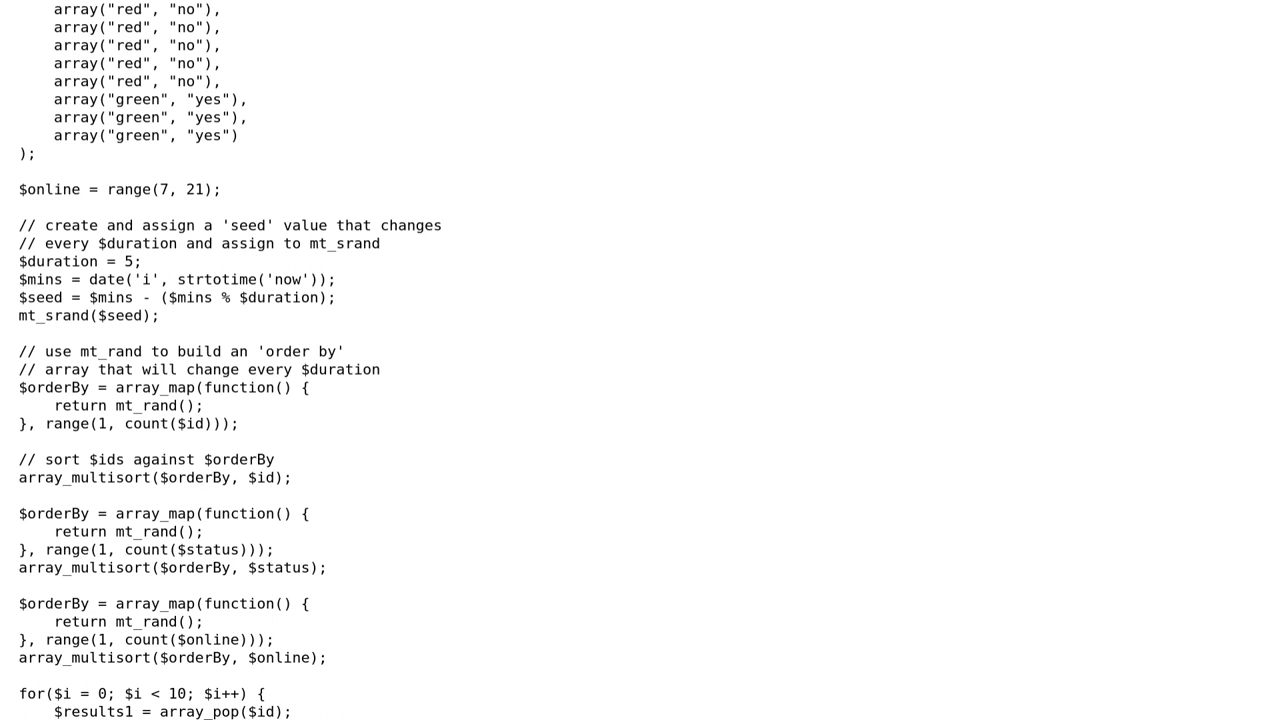 array("red", "no"),
    array("red", "no"),
    array("red", "no"),
    array("red", "no"),
    array("red", "no"),
    array("green", "yes"),
    array("green", "yes"),
    array("green", "yes")
);

$online = range(7, 21);

// create and assign a 'seed' value that changes
// every $duration and assign to mt_srand
$duration = 5;
$mins = date('i', strtotime('now'));
$seed = $mins - ($mins % $duration);
mt_srand($seed);

// use mt_rand to build an 'order by'
// array that will change every $duration
$orderBy = array_map(function() {
    return mt_rand();
}, range(1, count($id)));

// sort $ids against $orderBy
array_multisort($orderBy, $id);

$orderBy = array_map(function() {
    return mt_rand();
}, range(1, count($status)));
array_multisort($orderBy, $status);

$orderBy = array_map(function() {
    return mt_rand();
}, range(1, count($online)));
array_multisort($orderBy, $online);

for($i = 0; $i < 10; $i++) {
    $results1 = array_pop($id);